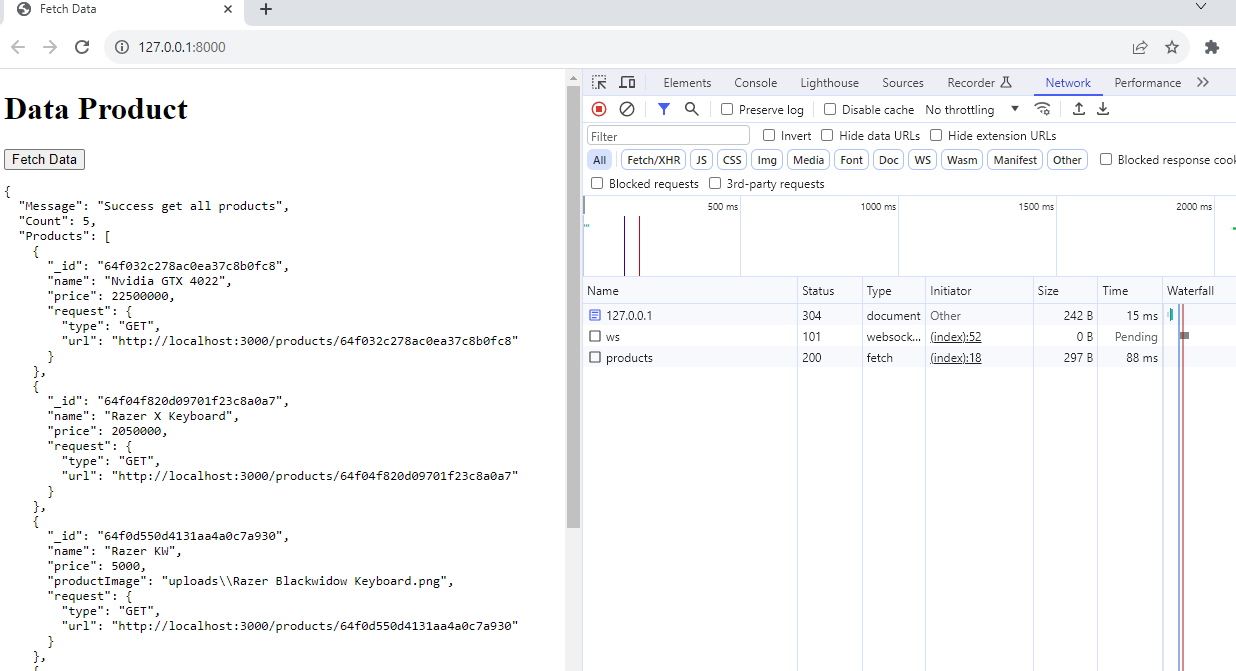 Fetch Data
127.0.0.1:8000
Data Product
Fetch Data
{
"Message": "Success get all products",
"Count": 5,
"Products": [
{
"_id": "64f032c278ac0ea37c8b0fc8",
"name": "Nvidia GTX 4022",
"price": 22500000,
"request": {
"type": "GET",
"url": "http://localhost:3000/products/64f032c278ac0ea37c8b0fc8"
}
},
{
"_id": "64f04f820d09701f23c8a0a7",
"name": "Razer X Keyboard",
"price": 2050000,
"request": {
"type": "GET",
"url": "http://localhost:3000/products/64f04f820d09701f23c8a0a7"
}
},
{
"_id": "64f0d550d4131aa4a0c7a930",
"name": "Razer KW",
"price": 5000,
"productImage": "uploads\\Razer Blackwidow Keyboard.png",
"request": {
"type": "GET",
"url": "http://localhost:3000/products/64f0d550d4131aa4a0c7a930"
}
},
{
Elements Console Lighthouse Sources Recorder Network Performance
Preserve log Disable cache No throttling
Filter Invert Hide data URLs Hide extension URLs
All Fetch/XHR JS CSS Img Media Font Doc WS Wasm Manifest Other Blocked response cook
Blocked requests 3rd-party requests
500 ms 1000 ms 1500 ms 2000 ms
Name Status Type Initiator Size Time Waterfall
127.0.0.1 304 document Other 242 B 15 ms
ws 101 websock... (index):52 0 B Pending
products 200 fetch (index):18 297 B 88 ms